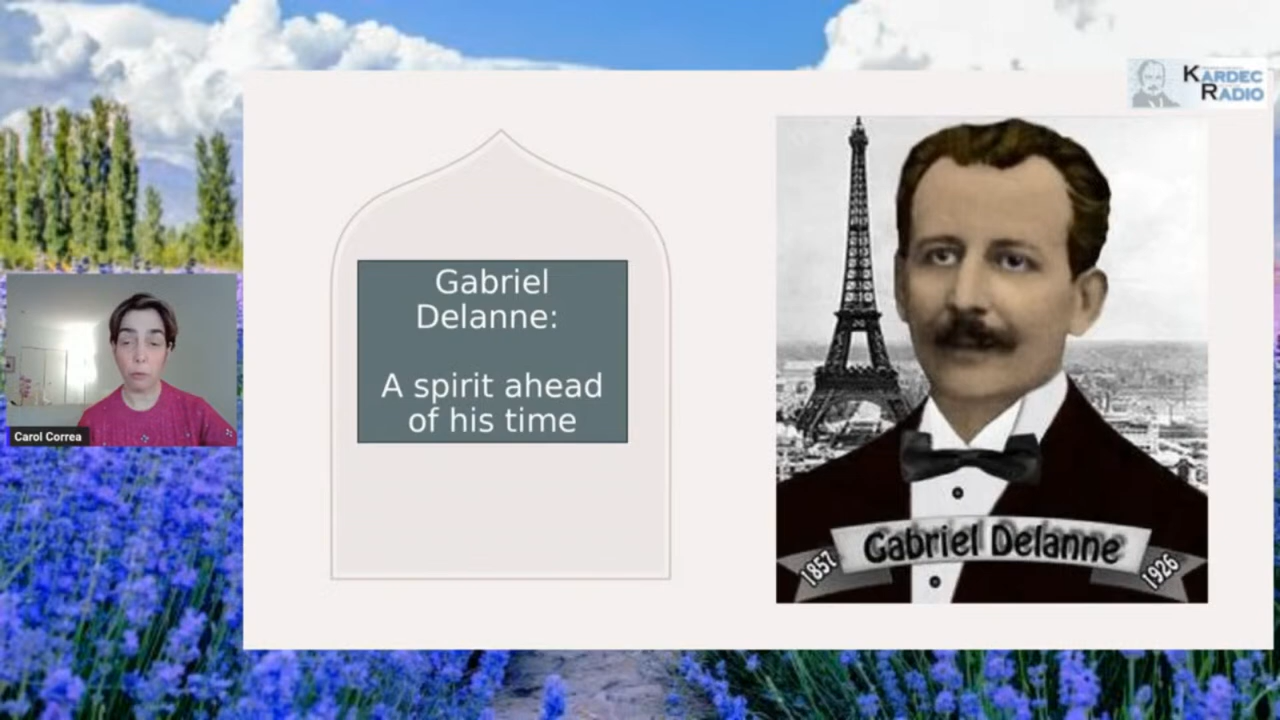 KARDEC
RADIO
Gabriel
Delanne:
A spirit ahead
of his time
Carol Correa
Gabriel Delanne
1857
1926